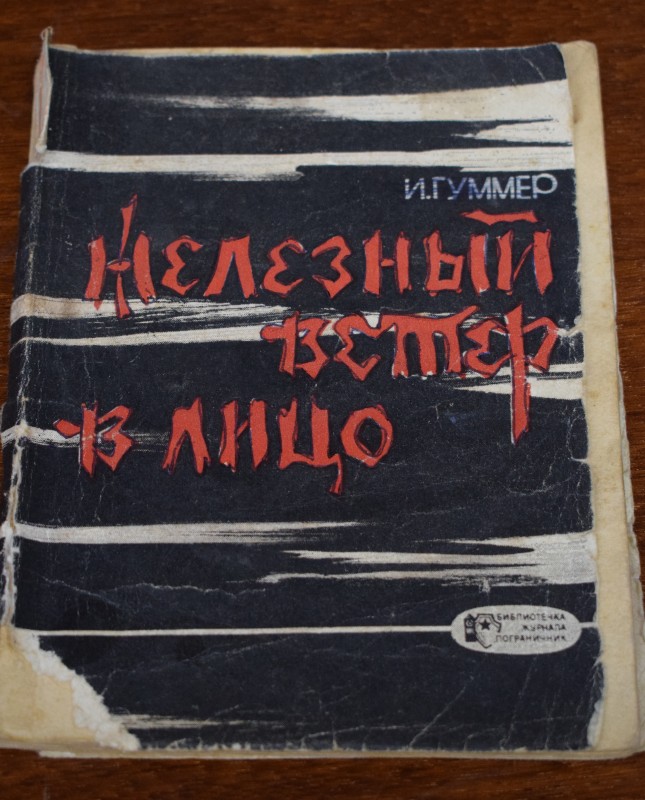 И.ГУММЕР
Железный
ветер
в лицо
БИБЛИОТЕЧКА
ЖУРНАЛА
ПОГРАНИЧНИК